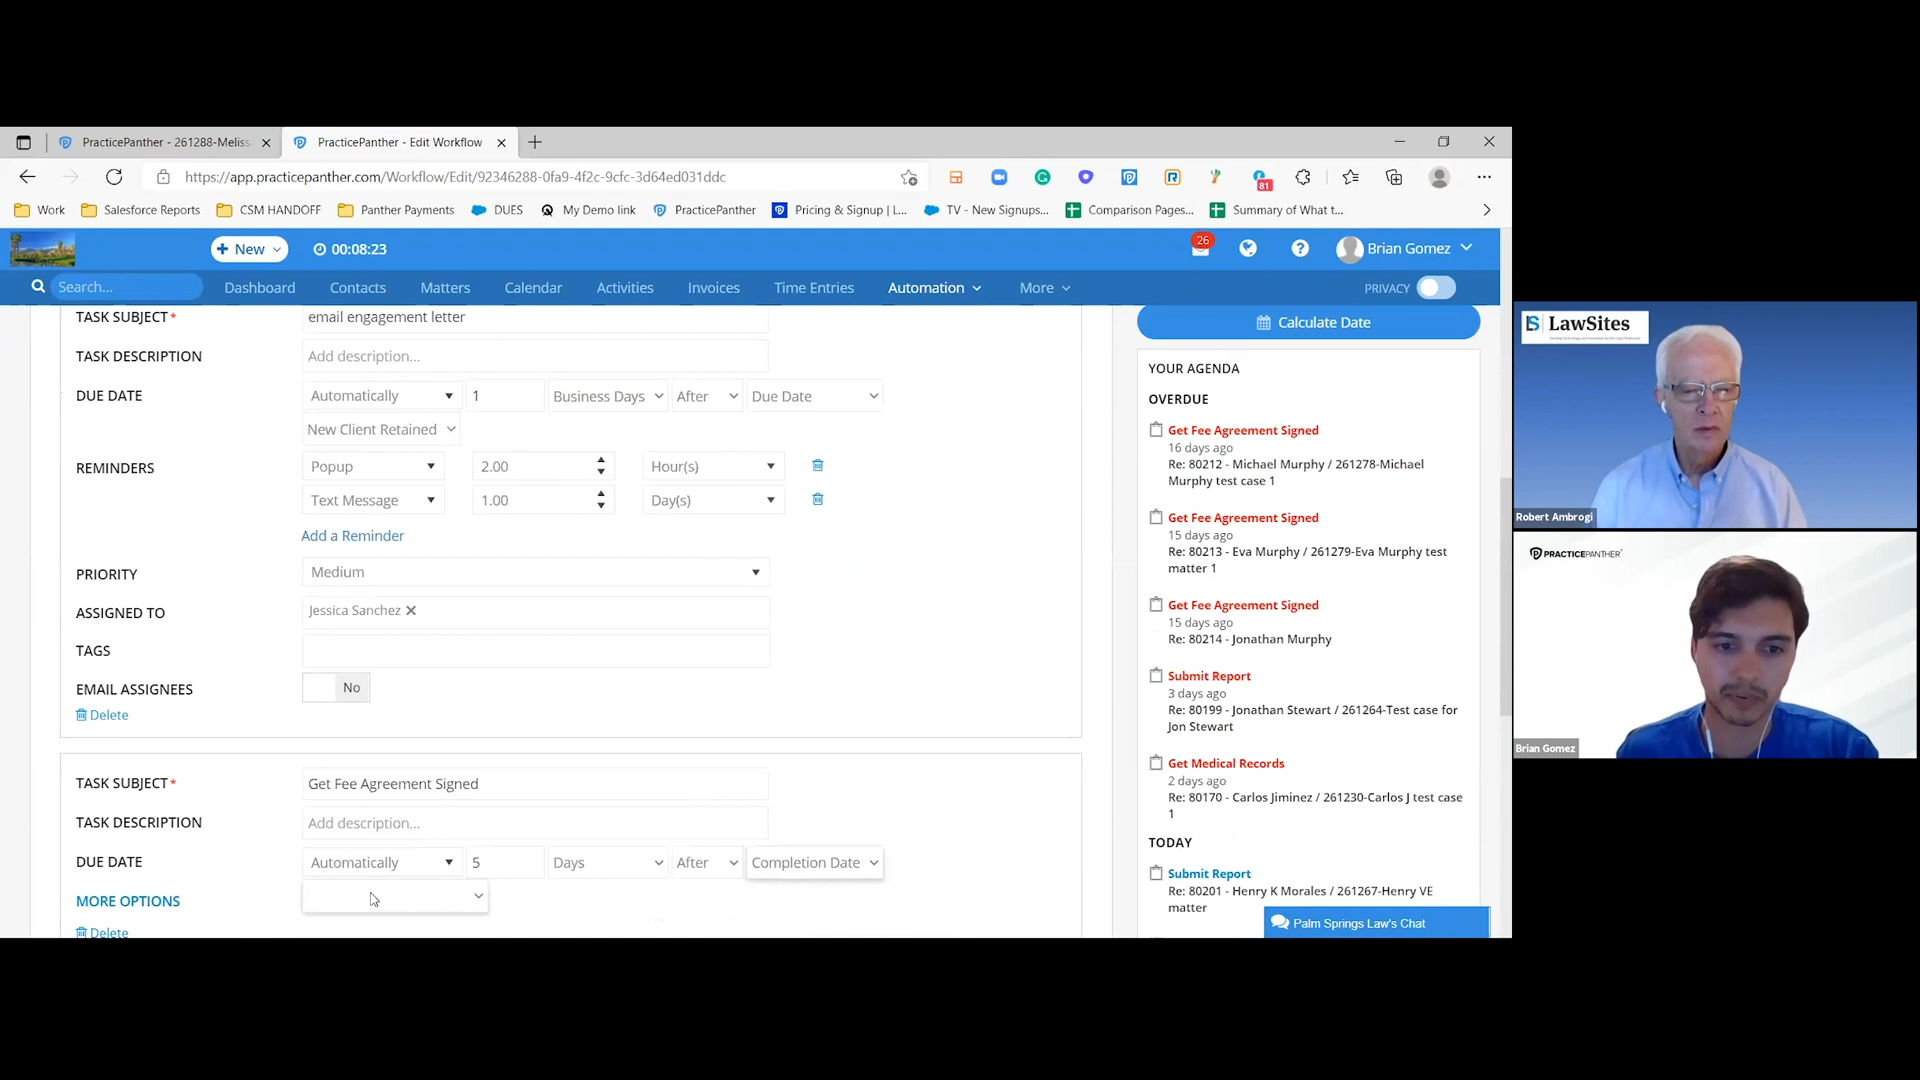 PracticePanther - 261288-Meliss
PracticePanther - Edit Workflow
https://app.practicepanther.com/Workflow/Edit/92346288-0fa9-4f2c-9cfc-3d64ed031ddc
81
Work
Salesforce Reports
CSM HANDOFF
Panther Payments
DUES
My Demo link
PracticePanther
Pricing & Signup | L...
TV - New Signups...
Comparison Pages...
Summary of What t...
+ New
00:08:23
26
Brian Gomez
Search...
Dashboard
Contacts
Matters
Calendar
Activities
Invoices
Time Entries
Automation
More
PRIVACY
TASK SUBJECT* email engagement letter
TASK DESCRIPTION Add description...
DUE DATE Automatically 1 Business Days After Due Date
New Client Retained
REMINDERS Popup 2.00 Hour(s)
Text Message 1.00 Day(s)
Add a Reminder
PRIORITY Medium
ASSIGNED TO Jessica Sanchez
TAGS
EMAIL ASSIGNEES No
Delete
TASK SUBJECT* Get Fee Agreement Signed
TASK DESCRIPTION Add description...
DUE DATE Automatically 5 Days After Completion Date
MORE OPTIONS
Delete
Calculate Date
YOUR AGENDA
OVERDUE
Get Fee Agreement Signed
16 days ago
Re: 80212 - Michael Murphy / 261278-Michael
Murphy test case 1
Get Fee Agreement Signed
15 days ago
Re: 80213 - Eva Murphy / 261279-Eva Murphy test
matter 1
Get Fee Agreement Signed
15 days ago
Re: 80214 - Jonathan Murphy
Submit Report
3 days ago
Re: 80199 - Jonathan Stewart / 261264-Test case for
Jon Stewart
Get Medical Records
2 days ago
Re: 80170 - Carlos Jiminez / 261230-Carlos J test case
1
TODAY
Submit Report
Re: 80201 - Henry K Morales / 261267-Henry VE
matter
Palm Springs Law's Chat
LawSites
Robert Ambrogi
PRACTICEPANTHER
Brian Gomez